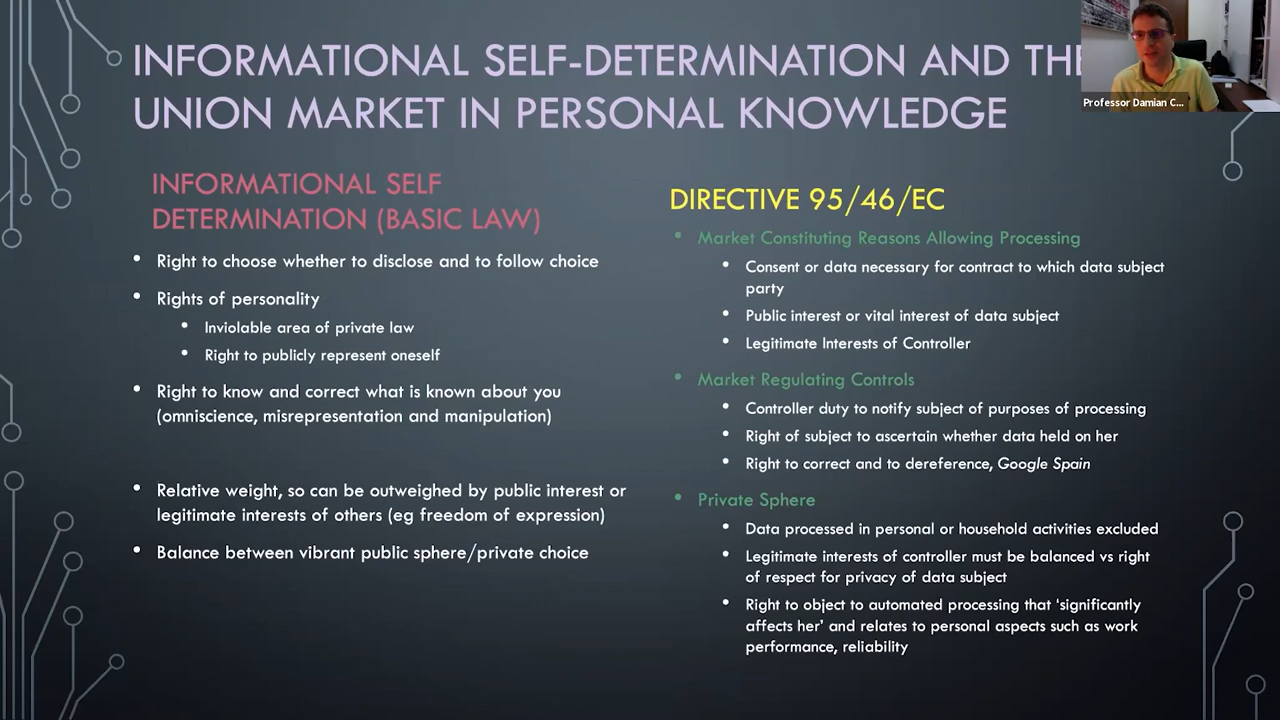 INFORMATIONAL SELF-DETERMINATION AND THE
UNION MARKET IN PERSONAL KNOWLEDGE
Professor Damian C...
INFORMATIONAL SELF
DETERMINATION (BASIC LAW)
• Right to choose whether to disclose and to follow choice
• Rights of personality
• Inviolable area of private law
• Right to publicly represent oneself
• Right to know and correct what is known about you
(omniscience, misrepresentation and manipulation)
• Relative weight, so can be outweighed by public interest or
legitimate interests of others (eg freedom of expression)
• Balance between vibrant public sphere/private choice
DIRECTIVE 95/46/EC
• Market Constituting Reasons Allowing Processing
• Consent or data necessary for contract to which data subject
party
• Public interest or vital interest of data subject
• Legitimate Interests of Controller
• Market Regulating Controls
• Controller duty to notify subject of purposes of processing
• Right of subject to ascertain whether data held on her
• Right to correct and to dereference, Google Spain
• Private Sphere
• Data processed in personal or household activities excluded
• Legitimate interests of controller must be balanced vs right
of respect for privacy of data subject
• Right to object to automated processing that ‘significantly
affects her’ and relates to personal aspects such as work
performance, reliability